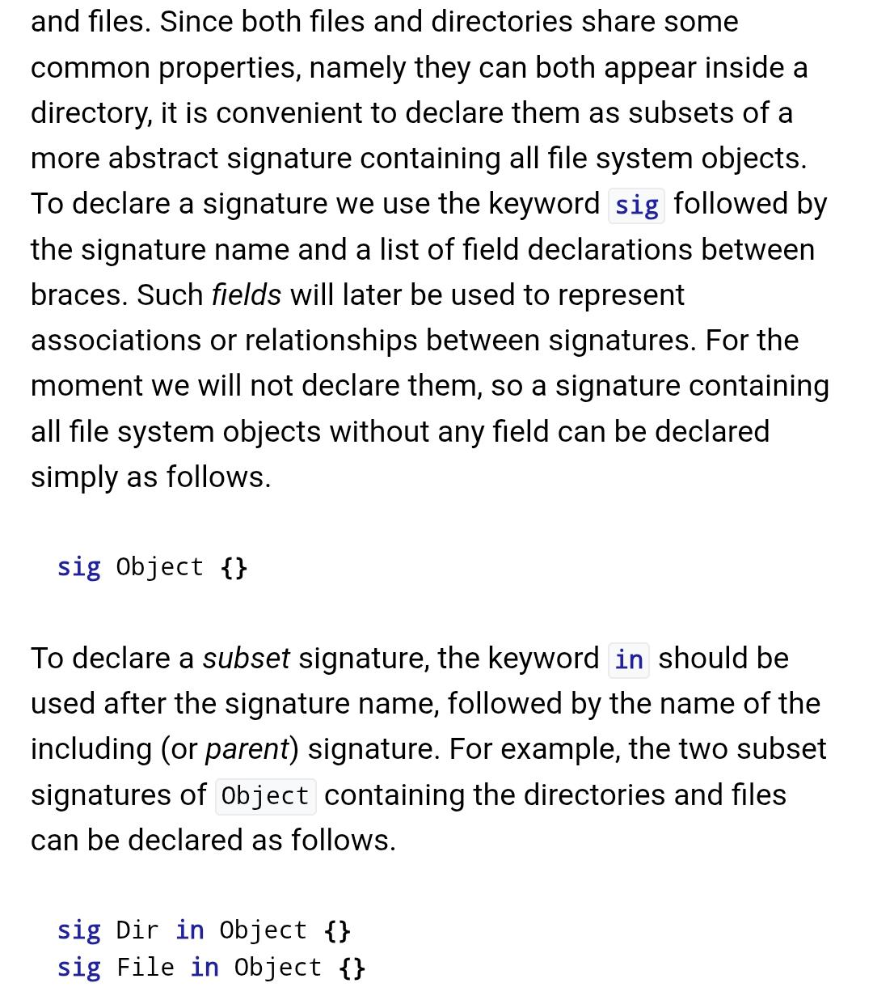 and files. Since both files and directories share some
common properties, namely they can both appear inside a
directory, it is convenient to declare them as subsets of a
more abstract signature containing all file system objects.
To declare a signature we use the keyword sig followed by
the signature name and a list of field declarations between
braces. Such fields will later be used to represent
associations or relationships between signatures. For the
moment we will not declare them, so a signature containing
all file system objects without any field can be declared
simply as follows.
sig Object {}
To declare a subset signature, the keyword in should be
used after the signature name, followed by the name of the
including (or parent) signature. For example, the two subset
signatures of Object containing the directories and files
can be declared as follows.
sig Dir in Object {}
sig File in Object {}